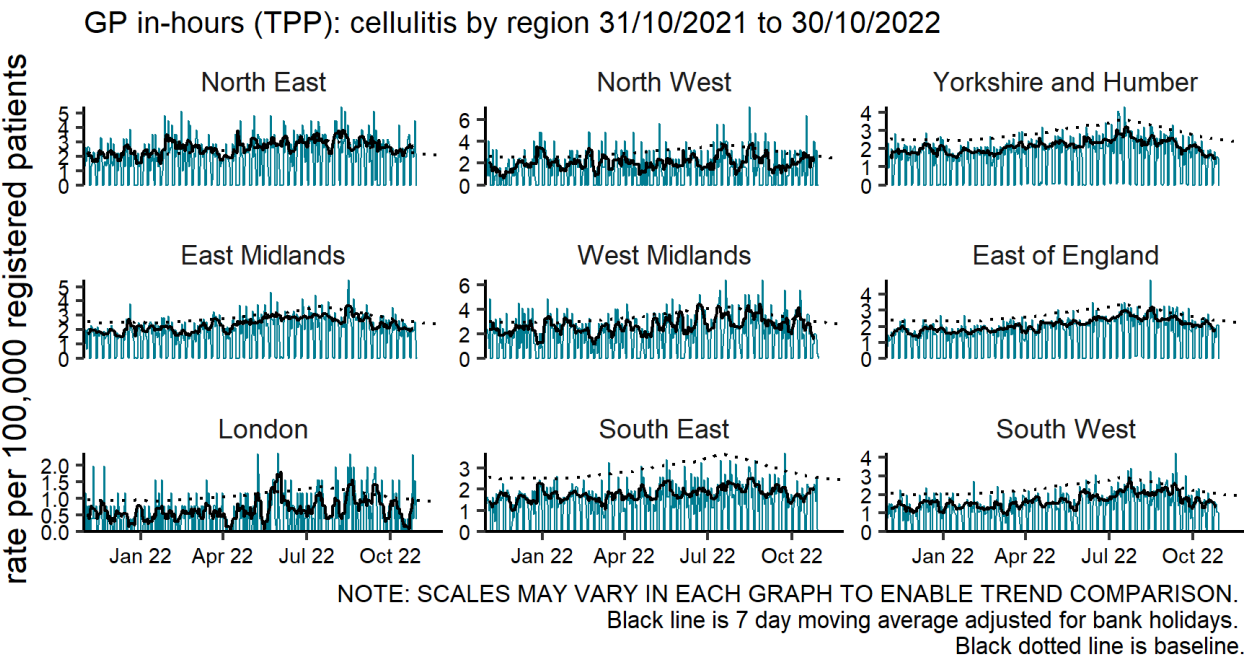 GP in-hours (TPP): cellulitis by region 31/10/2021 to 30/10/2022
rate per 100,000 registered patients
North East
5
4
3
2
1
0
North West
6
4
2
0
Yorkshire and Humber
4
3
2
1
0
East Midlands
5
4
3
2
1
0
West Midlands
6
4
2
0
East of England
4
3
2
1
0
London
2.0
1.5
1.0
0.5
0.0
South East
3
2
1
0
South West
4
3
2
1
0
Jan 22 Apr 22 Jul 22 Oct 22
Jan 22 Apr 22 Jul 22 Oct 22
Jan 22 Apr 22 Jul 22 Oct 22
NOTE: SCALES MAY VARY IN EACH GRAPH TO ENABLE TREND COMPARISON.
Black line is 7 day moving average adjusted for bank holidays.
Black dotted line is baseline.